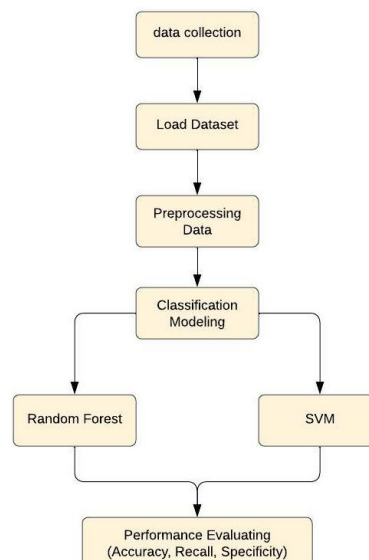 data collection
Load Dataset
Preprocessing
Data
Classification
Modeling
Random Forest
SVM
Performance Evaluating
(Accuracy, Recall, Specificity)